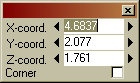 X-coord. 4.6837
Y-coord. 2.077
Z-coord. 1.761
Corner